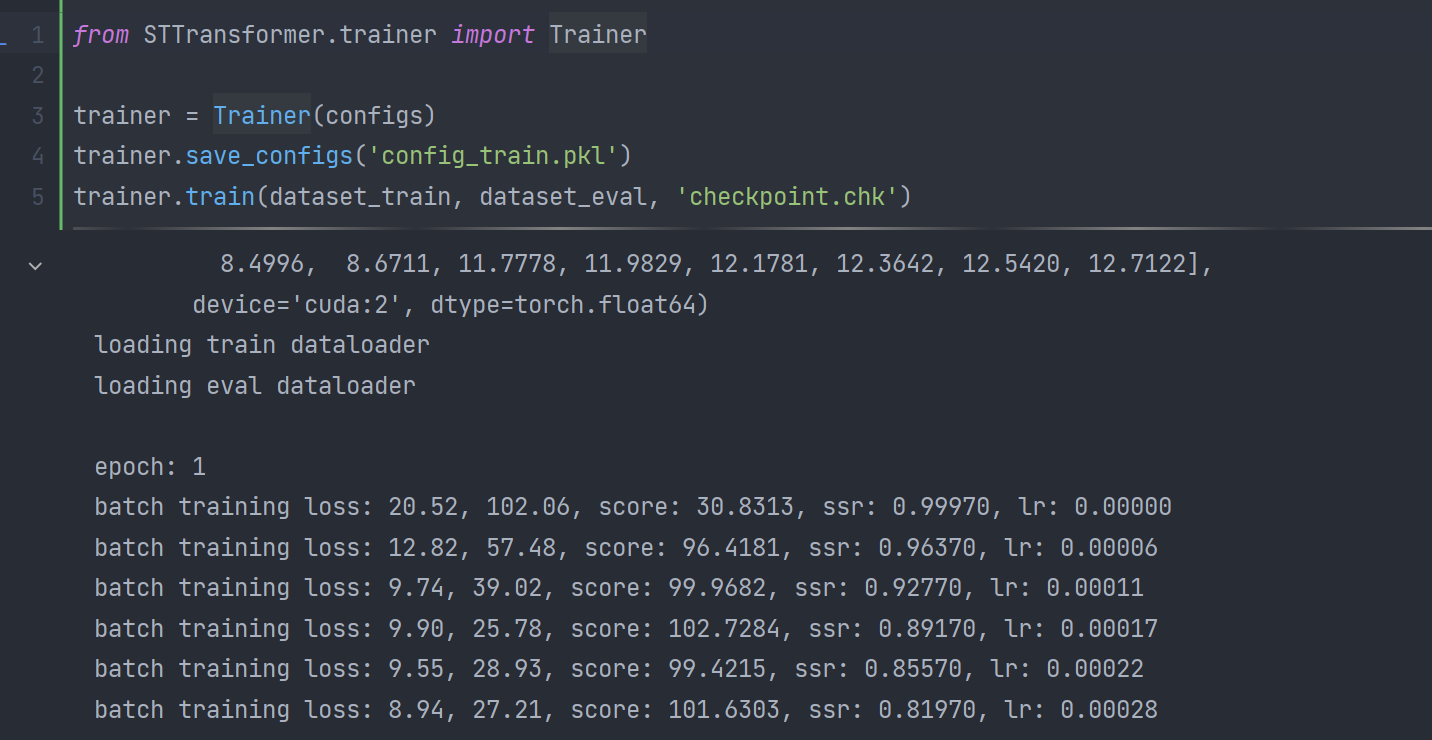 1 from STTransformer.trainer import Trainer
2
3 trainer = Trainer(configs)
4 trainer.save_configs('config_train.pkl')
5 trainer.train(dataset_train, dataset_eval, 'checkpoint.chk')
8.4996,  8.6711, 11.7778, 11.9829, 12.1781, 12.3642, 12.5420, 12.7122],
device='cuda:2', dtype=torch.float64)
loading train dataloader
loading eval dataloader
epoch: 1
batch training loss: 20.52, 102.06, score: 30.8313, ssr: 0.99970, lr: 0.00000
batch training loss: 12.82, 57.48, score: 96.4181, ssr: 0.96370, lr: 0.00006
batch training loss: 9.74, 39.02, score: 99.9682, ssr: 0.92770, lr: 0.00011
batch training loss: 9.90, 25.78, score: 102.7284, ssr: 0.89170, lr: 0.00017
batch training loss: 9.55, 28.93, score: 99.4215, ssr: 0.85570, lr: 0.00022
batch training loss: 8.94, 27.21, score: 101.6303, ssr: 0.81970, lr: 0.00028